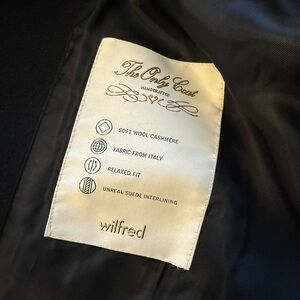 The Only Coat
HANDCRAFTED
SOFT WOOL CASHMERE
FABRIC FROM ITALY
RELAXED FIT
UNREAL SUEDE INTERLINING
wilfred